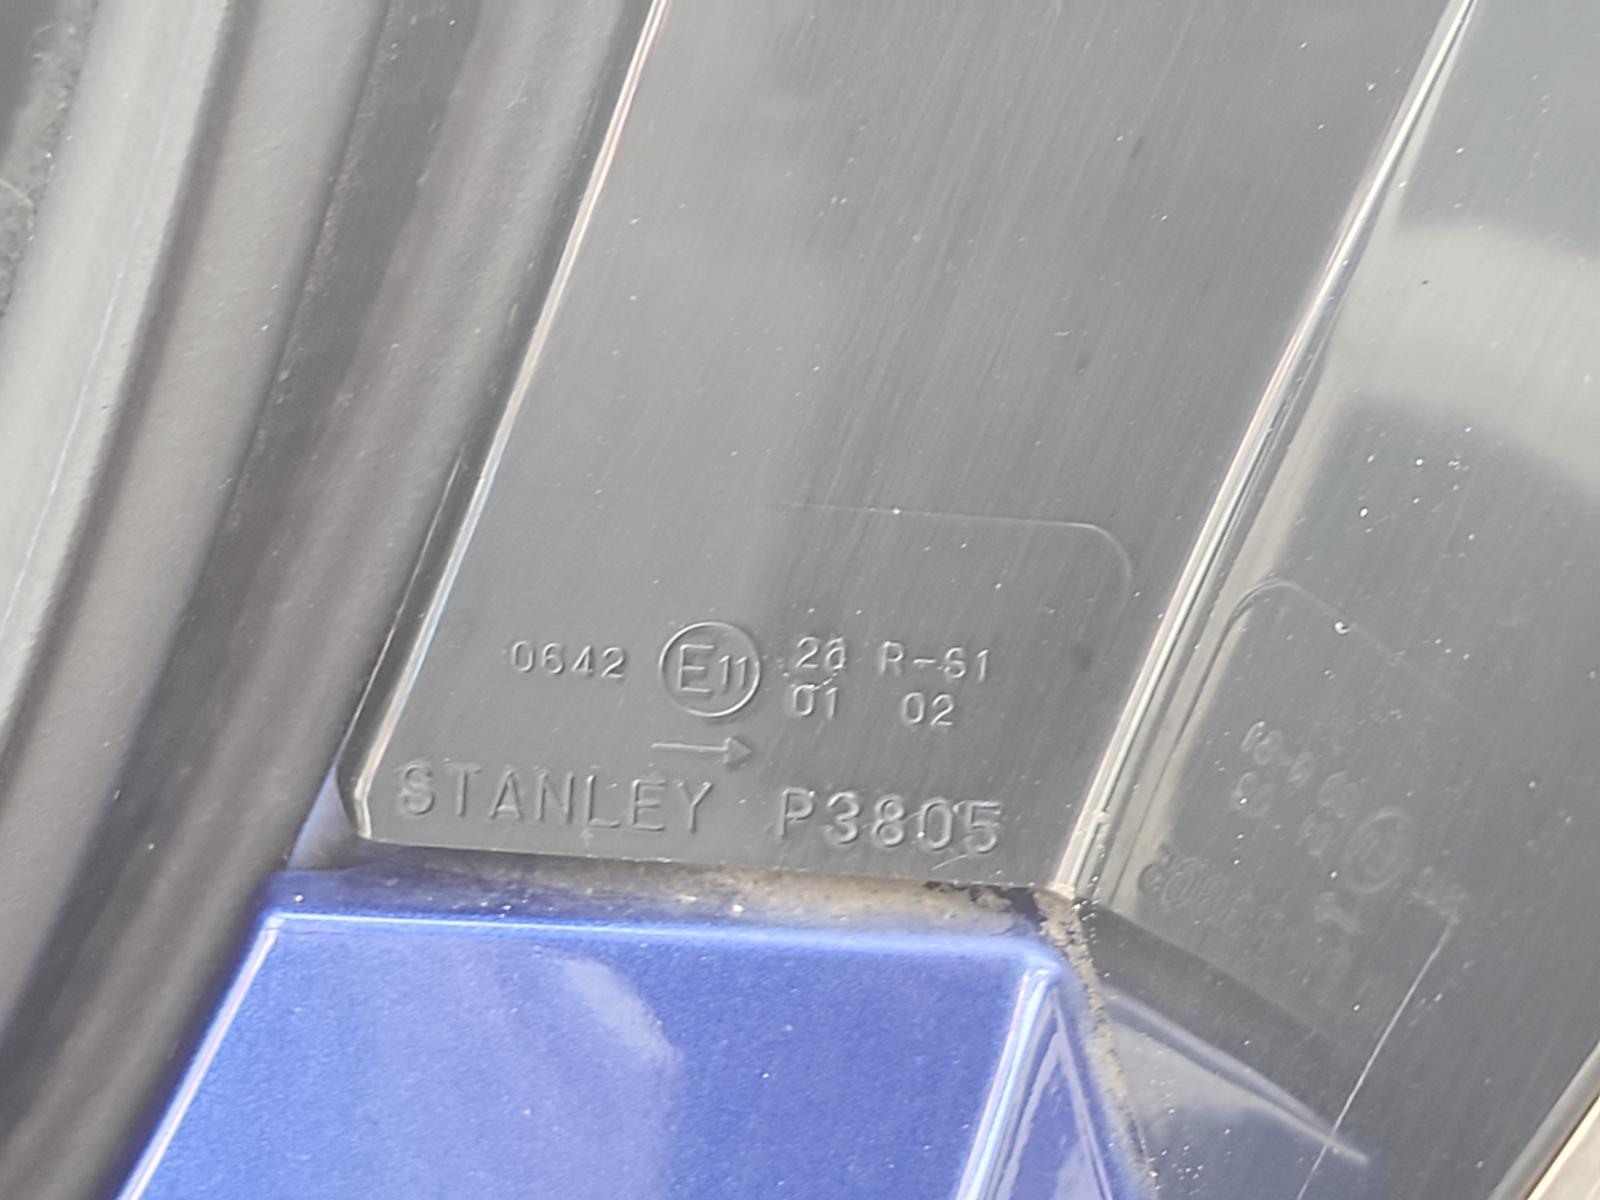 0642 E11 2a R-S1
01 02
→
STANLEY P3805